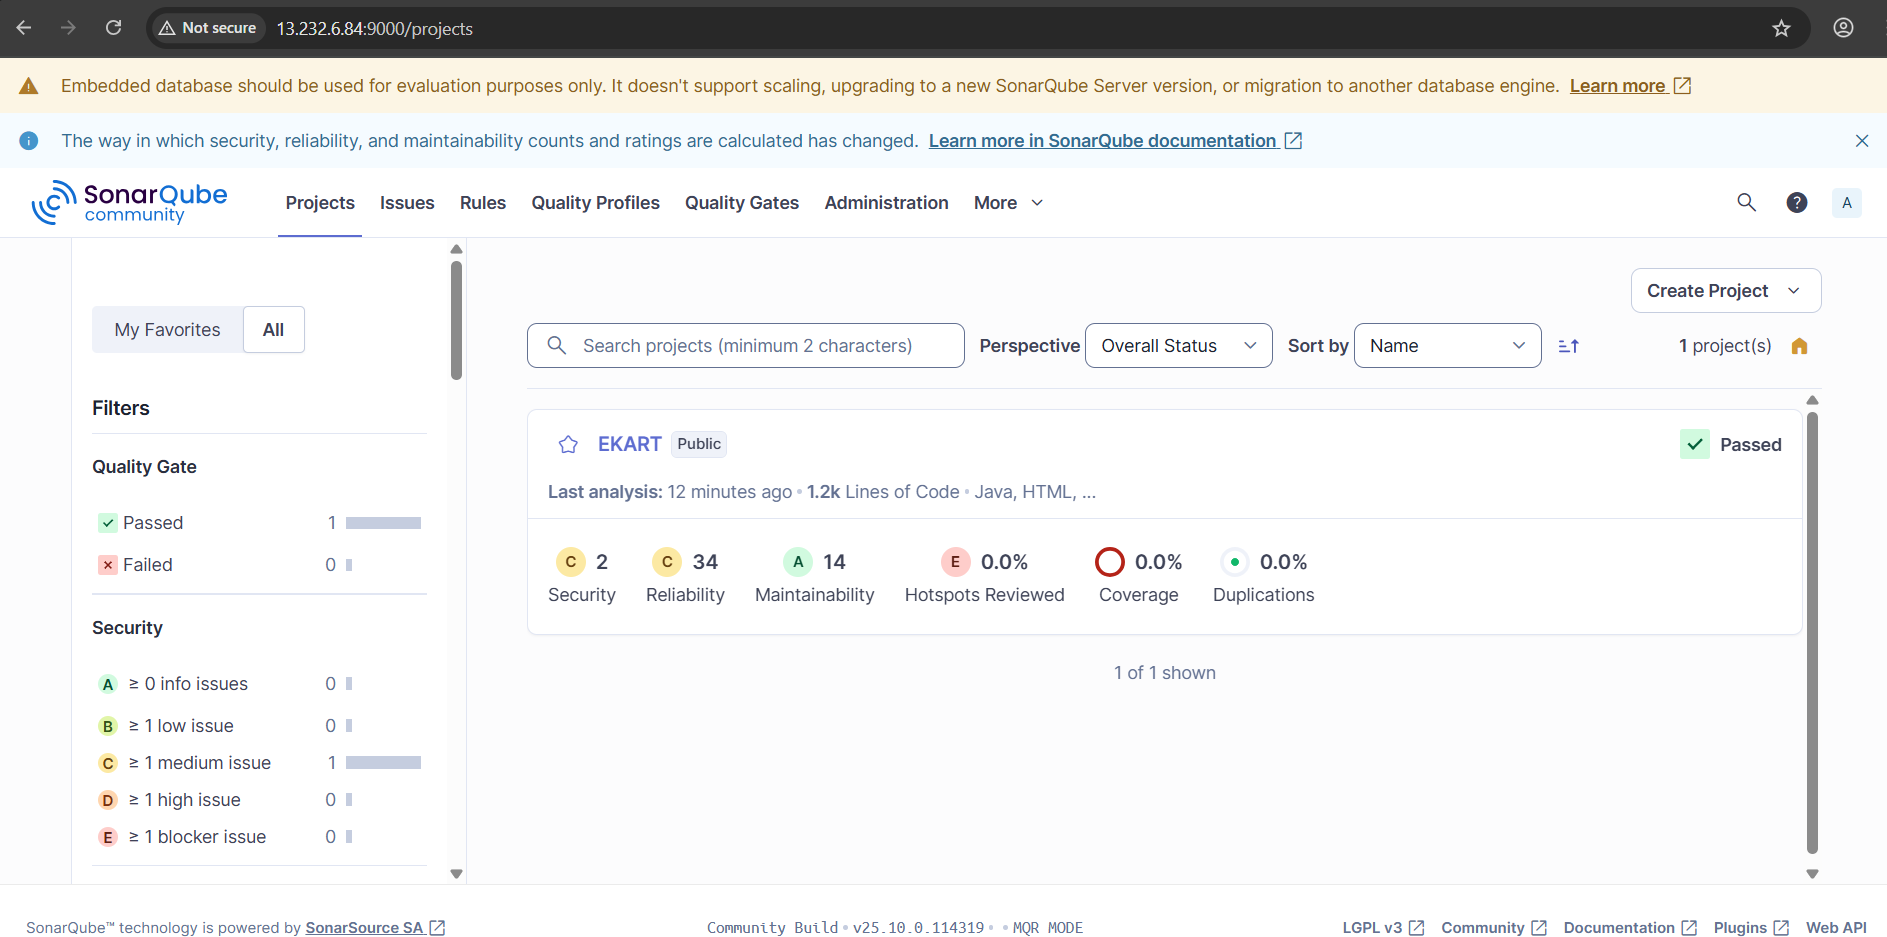 Not secure 13.232.6.84:9000/projects
Embedded database should be used for evaluation purposes only. It doesn't support scaling, upgrading to a new SonarQube Server version, or migration to another database engine. Learn more
The way in which security, reliability, and maintainability counts and ratings are calculated has changed. Learn more in SonarQube documentation
SonarQube community
Projects Issues Rules Quality Profiles Quality Gates Administration More ? A
Create Project
My Favorites All
Search projects (minimum 2 characters) Perspective Overall Status Sort by Name 1 project(s)
Filters
Quality Gate
Passed 1
Failed 0
Security
A ≥ 0 info issues 0
B ≥ 1 low issue 0
C ≥ 1 medium issue 1
D ≥ 1 high issue 0
E ≥ 1 blocker issue 0
EKART Public Passed
Last analysis: 12 minutes ago • 1.2k Lines of Code • Java, HTML, ...
C 2 C 34 A 14 E 0.0% 0.0% 0.0%
Security Reliability Maintainability Hotspots Reviewed Coverage Duplications
1 of 1 shown
SonarQube™ technology is powered by SonarSource SA Community Build • v25.10.0.114319 • • MQR MODE LGPL v3 Community Documentation Plugins Web API